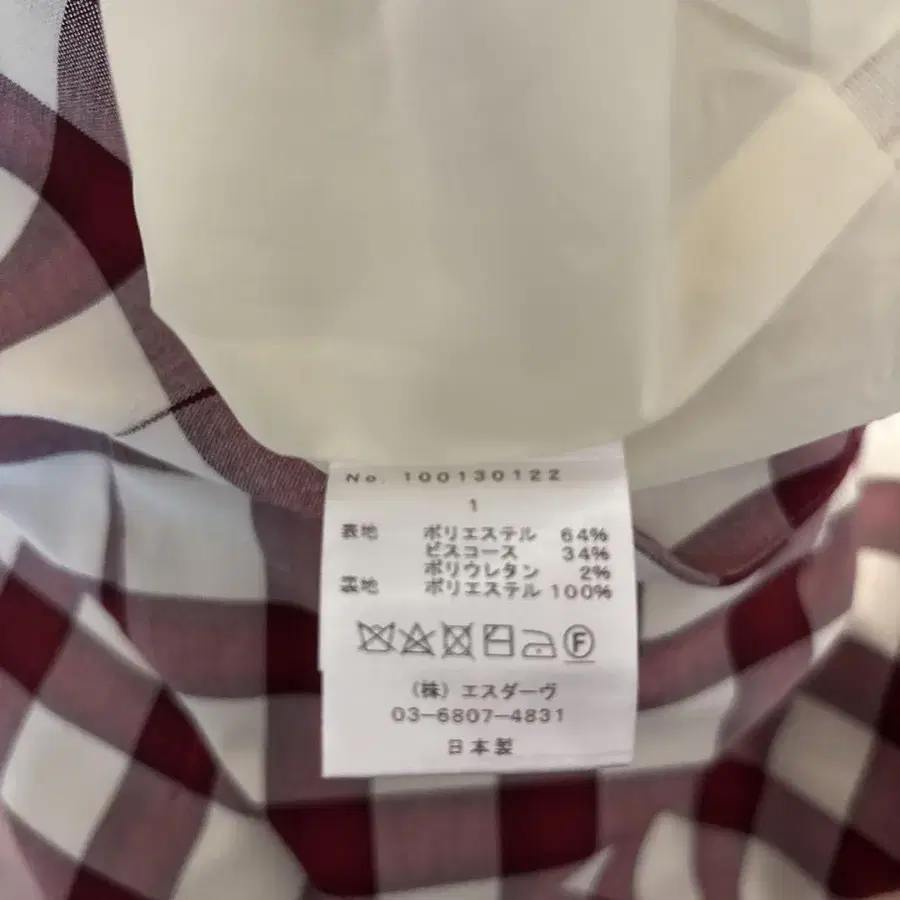 No. 100130122
1
表地 ポリエステル 64%
ビスコース 34%
ポリウレタン 2%
裏地 ポリエステル 100%
Ⓕ
(株) エスダーヴ
03-6807-4831
日本製